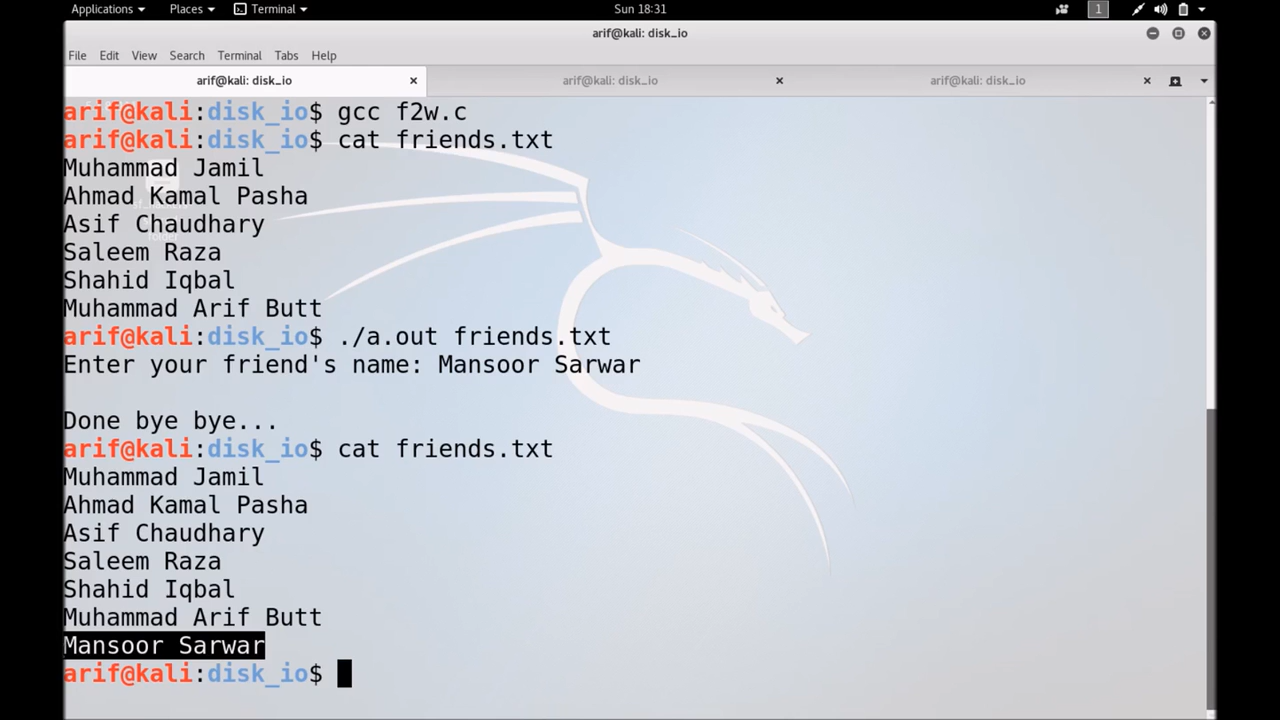 Applications Places Terminal Sun 18:31 1
arif@kali: disk_io
File Edit View Search Terminal Tabs Help
arif@kali: disk_io arif@kali: disk_io arif@kali: disk_io
arif@kali:disk_io$ gcc f2w.c
arif@kali:disk_io$ cat friends.txt
Muhammad Jamil
Ahmad Kamal Pasha
Asif Chaudhary
Saleem Raza
Shahid Iqbal
Muhammad Arif Butt
arif@kali:disk_io$ ./a.out friends.txt
Enter your friend's name: Mansoor Sarwar
Done bye bye...
arif@kali:disk_io$ cat friends.txt
Muhammad Jamil
Ahmad Kamal Pasha
Asif Chaudhary
Saleem Raza
Shahid Iqbal
Muhammad Arif Butt
Mansoor Sarwar
arif@kali:disk_io$